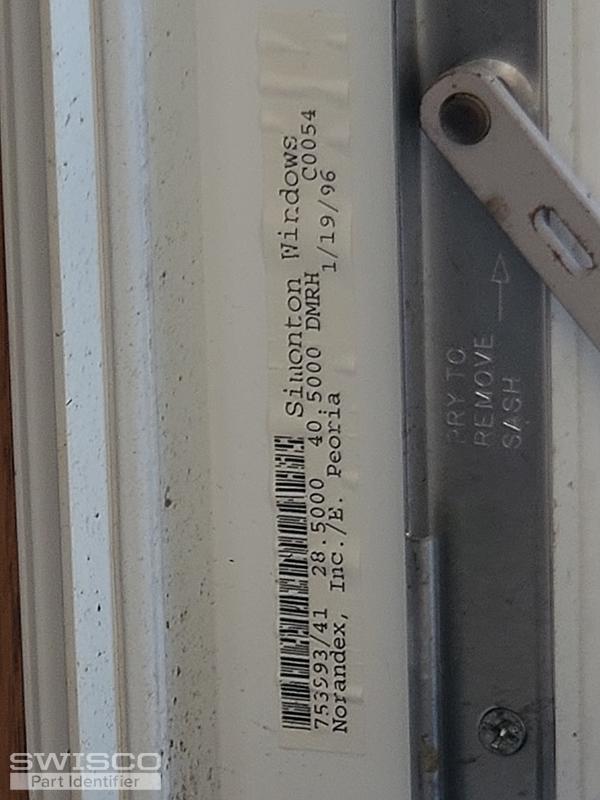 Simonton Windows
753593/41 28.5000 40.5000 DMRH C0054
Norandex, Inc./E. Peoria 1/19/96
PRY TO
REMOVE
SASH
SWISCO
Part Identifier